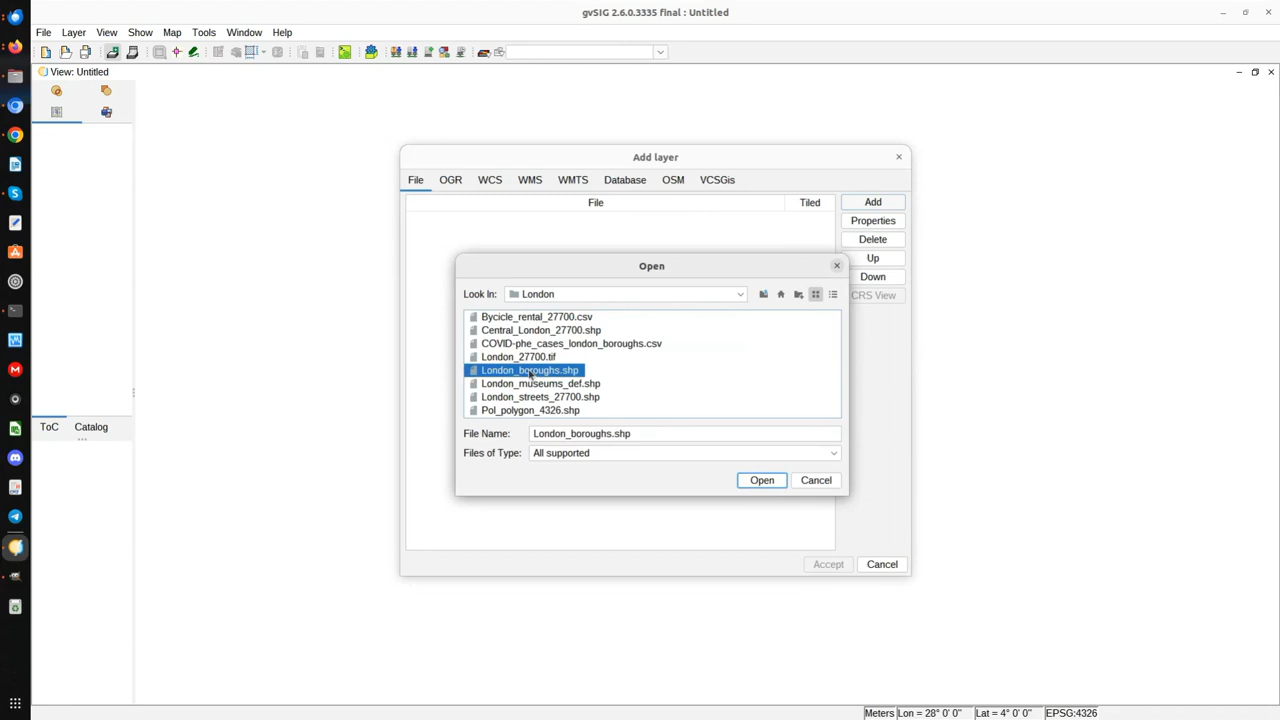 gvSIG 2.6.0.3335 final : Untitled
File Layer View Show Map Tools Window Help
View: Untitled
Add layer
File OGR WCS WMS WMTS Database OSM VCSGis
File Tiled Add
Properties
Delete
Up
Down
CRS View
Open
Look In: London
Bycicle_rental_27700.csv
Central_London_27700.shp
COVID-phe_cases_london_boroughs.csv
London_27700.tif
London_boroughs.shp
London_museums_def.shp
London_streets_27700.shp
Pol_polygon_4326.shp
File Name: London_boroughs.shp
Files of Type: All supported
Open Cancel
ToC Catalog
Accept Cancel
Meters Lon = 28° 0' 0" Lat = 4° 0' 0" EPSG:4326